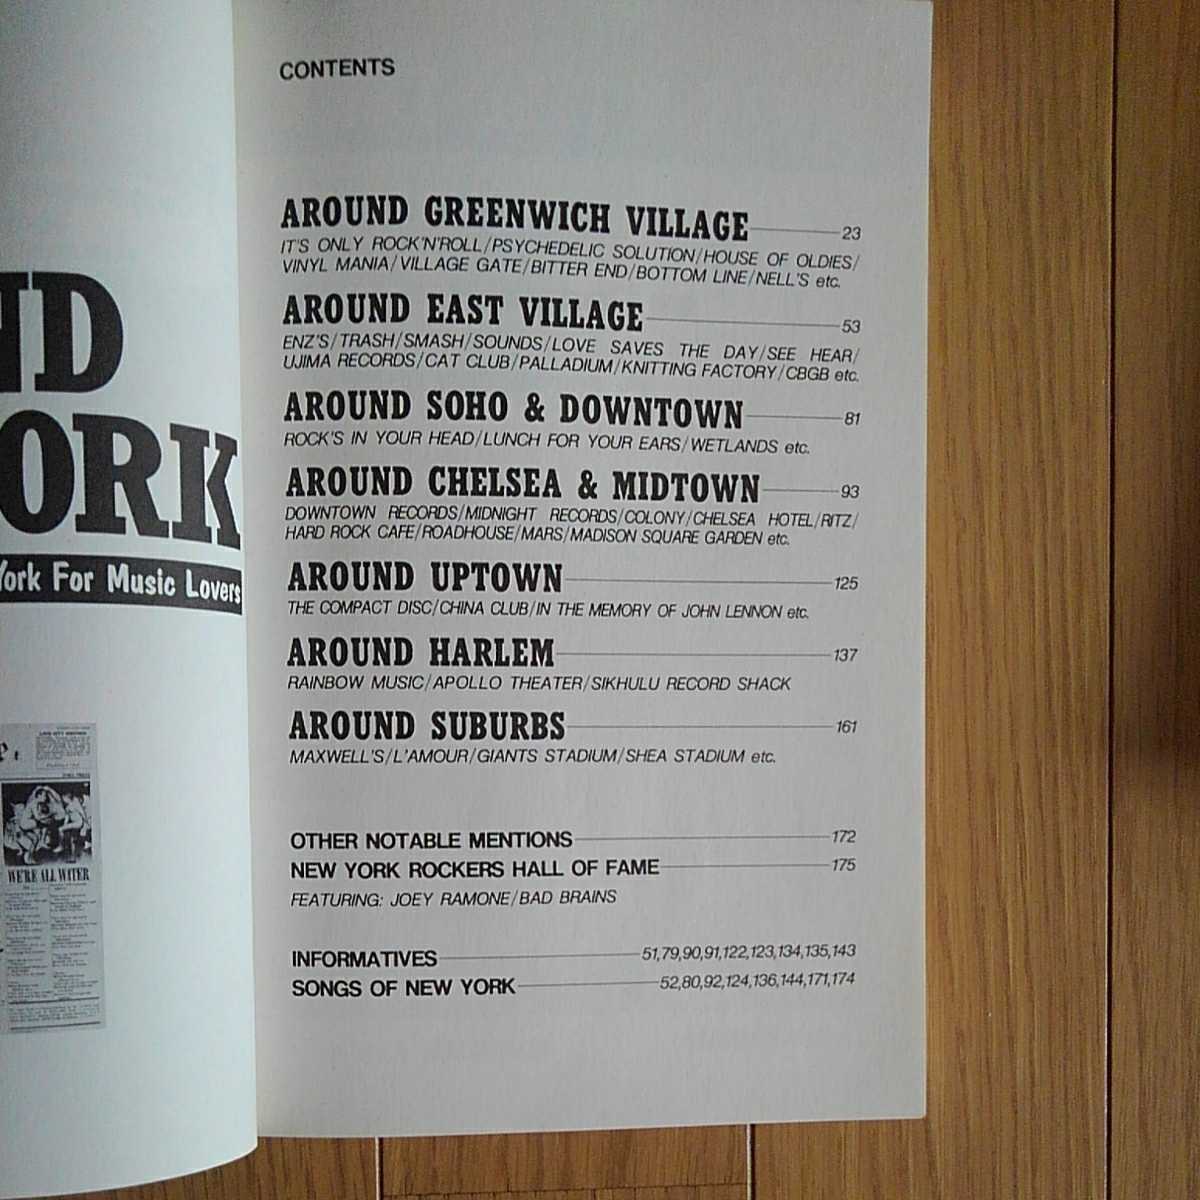 ND
ORK
York For Music Lovers
WE'RE ALL WATER
CONTENTS
AROUND GREENWICH VILLAGE 23
IT'S ONLY ROCK'N'ROLL/PSYCHEDELIC SOLUTION/HOUSE OF OLDIES/
VINYL MANIA/VILLAGE GATE/BITTER END/BOTTOM LINE/NELL'S etc.
AROUND EAST VILLAGE 53
ENZ'S/TRASH/SMASH/SOUNDS/LOVE SAVES THE DAY/SEE HEAR/
UJIMA RECORDS/CAT CLUB/PALLADIUM/KNITTING FACTORY/CBGB etc.
AROUND SOHO & DOWNTOWN 81
ROCK'S IN YOUR HEAD/LUNCH FOR YOUR EARS/WETLANDS etc.
AROUND CHELSEA & MIDTOWN 93
DOWNTOWN RECORDS/MIDNIGHT RECORDS/COLONY/CHELSEA HOTEL/RITZ/
HARD ROCK CAFE/ROADHOUSE/MARS/MADISON SQUARE GARDEN etc.
AROUND UPTOWN 125
THE COMPACT DISC/CHINA CLUB/IN THE MEMORY OF JOHN LENNON etc.
AROUND HARLEM 137
RAINBOW MUSIC/APOLLO THEATER/SIKHULU RECORD SHACK
AROUND SUBURBS 161
MAXWELL'S/L'AMOUR/GIANTS STADIUM/SHEA STADIUM etc.
OTHER NOTABLE MENTIONS 172
NEW YORK ROCKERS HALL OF FAME 175
FEATURING: JOEY RAMONE/BAD BRAINS
INFORMATIVES 51,79,90,91,122,123,134,135,143
SONGS OF NEW YORK 52,80,92,124,136,144,171,174